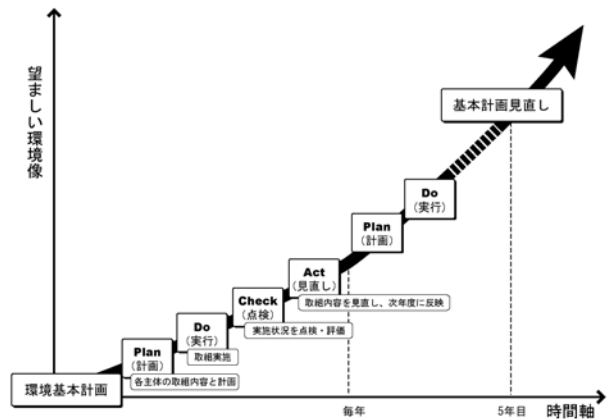 望ましい環境像
基本計画見直し
Do
(実行)
Plan
(計画)
Act
(見直し)
取組内容を見直し、次年度に反映
Check
(点検)
実施状況を点検・評価
Do
(実行)
取組実施
Plan
(計画)
各主体の取組内容と計画
環境基本計画
毎年
5年目
時間軸